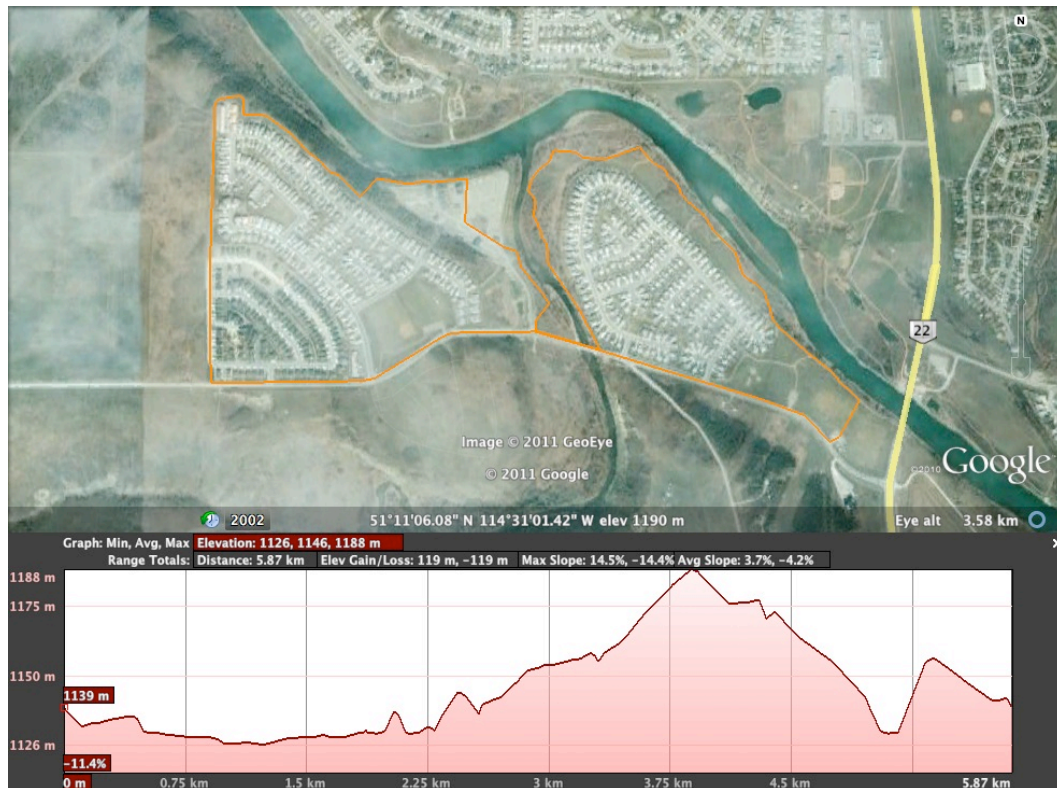 N
22
Image © 2011 GeoEye
© 2011 Google
©2010 Google
2002 51°11'06.08" N 114°31'01.42" W elev 1190 m Eye alt 3.58 km
Graph: Min, Avg, Max Elevation: 1126, 1146, 1188 m
Range Totals: Distance: 5.87 km Elev Gain/Loss: 119 m, -119 m Max Slope: 14.5%, -14.4% Avg Slope: 3.7%, -4.2%
1188 m
1175 m
1150 m
1139 m
1126 m
-11.4%
0 m 0.75 km 1.5 km 2.25 km 3 km 3.75 km 4.5 km 5.87 km